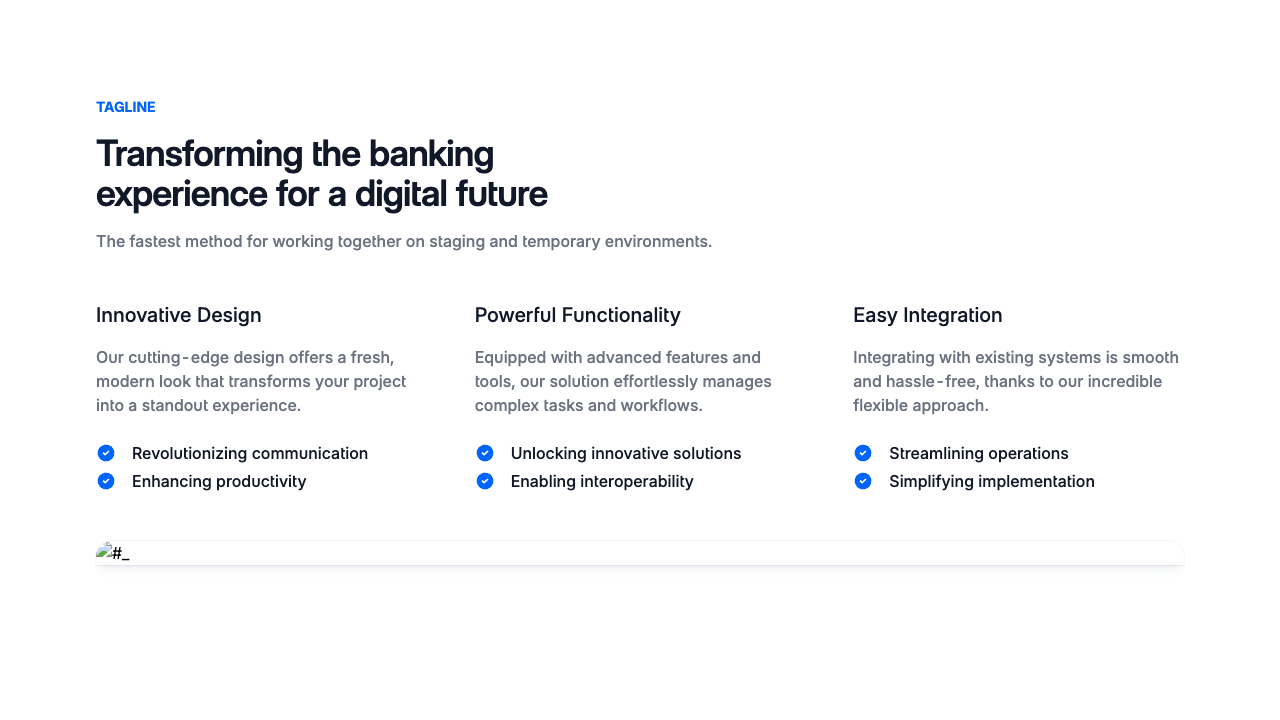 TAGLINE
Transforming the banking
experience for a digital future
The fastest method for working together on staging and temporary environments.
Innovative Design
Our cutting-edge design offers a fresh,
modern look that transforms your project
into a standout experience.
Revolutionizing communication
Enhancing productivity
Powerful Functionality
Equipped with advanced features and
tools, our solution effortlessly manages
complex tasks and workflows.
Unlocking innovative solutions
Enabling interoperability
Easy Integration
Integrating with existing systems is smooth
and hassle-free, thanks to our incredible
flexible approach.
Streamlining operations
Simplifying implementation
#_